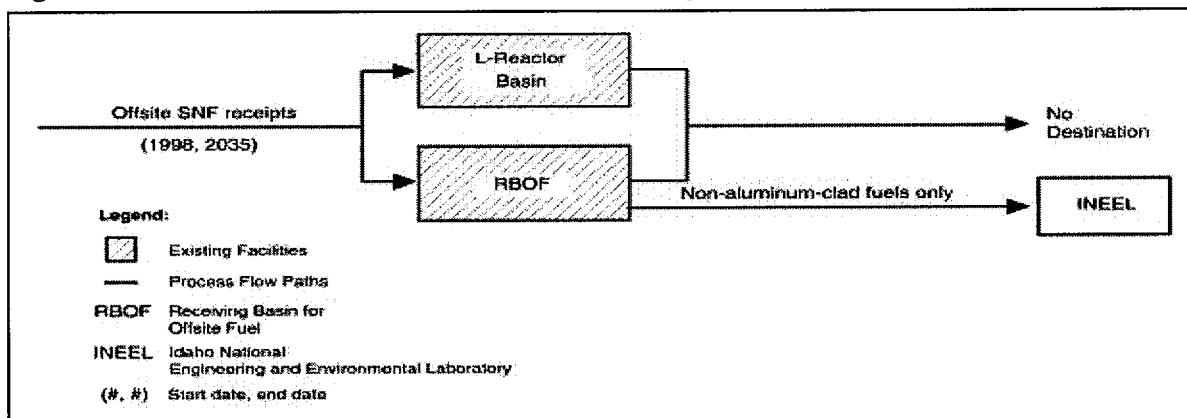 L-Reactor
Basin
Offsite SNF receipts
(1998, 2035)
No
Destination
RBOF
Non-aluminum-clad fuels only
INEEL
Legend:
Existing Facilities
Process Flow Paths
RBOF Receiving Basin for
Offsite Fuel
INEEL Idaho National
Engineering and Environmental Laboratory
(#, #) Start date, end date